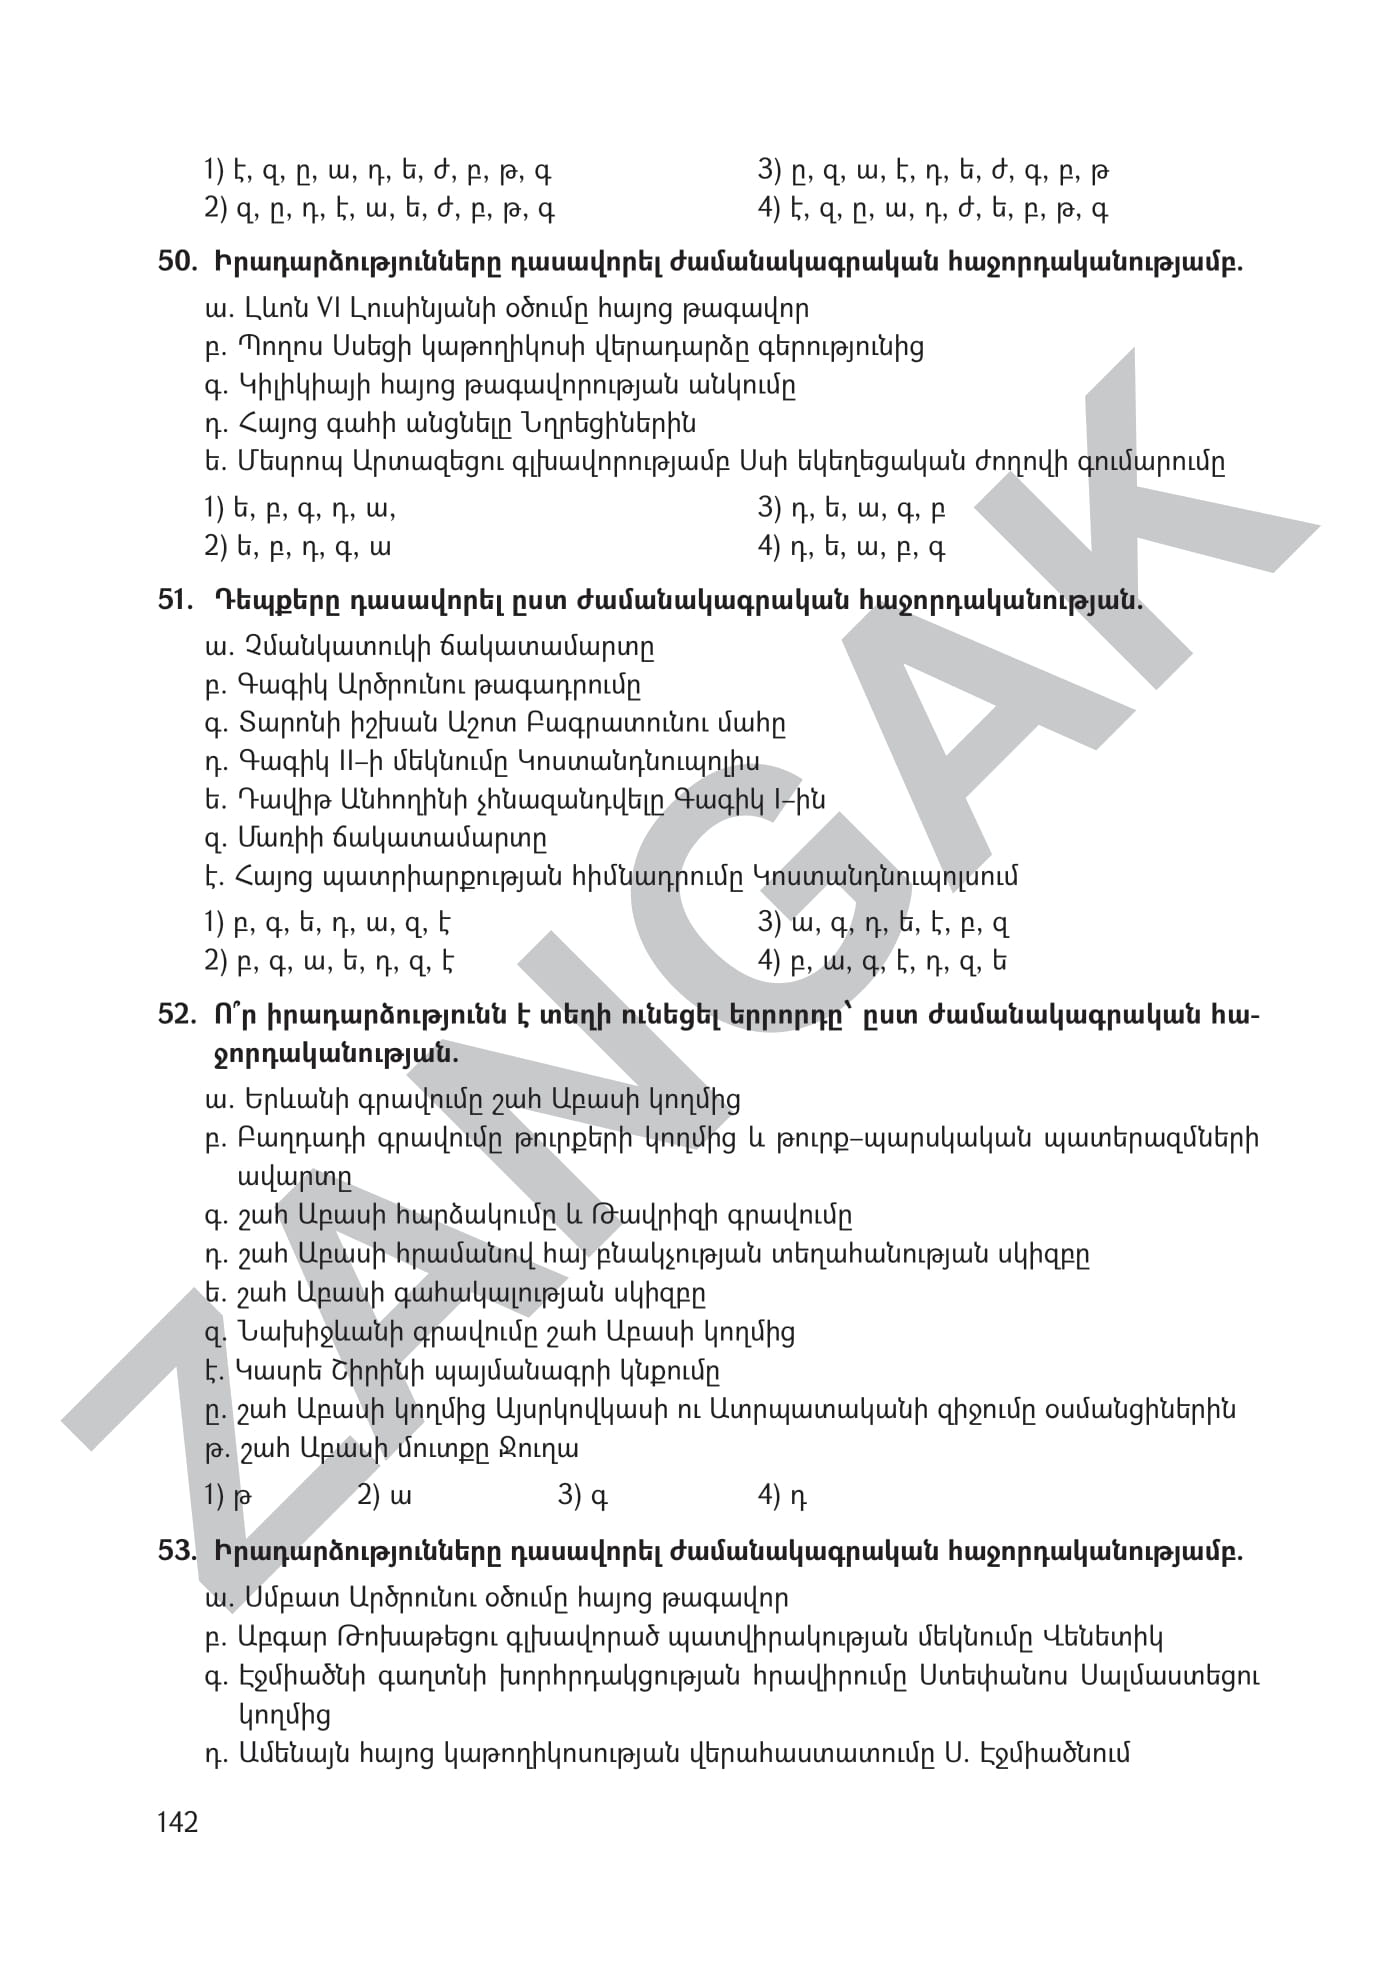 1) է, զ, ը, ա, դ, ե, ժ, բ, թ, գ
3) ը, զ, ա, է, դ, ե, ժ, գ, բ, թ
2) զ, ը, դ, է, ա, ե, ժ, բ, թ, գ
4) է, զ, ը, ա, դ, ժ, ե, բ, թ, գ
50. Իրադարձությունները դասավորել ժամանակագրական հաջորդականությամբ.
ա. Լևոն VI Լուսինյանի օծումը հայոց թագավոր
բ. Պողոս Սսեցի կաթողիկոսի վերադարձը գերությունից
գ. Կիլիկիայի հայոց թագավորության անկումը
դ. Հայոց գահի անցնելը Նղրեցիներին
ե. Մեսրոպ Արտազեցու գլխավորությամբ Սսի եկեղեցական ժողովի գումարումը
1) ե, բ, գ, դ, ա,
3) դ, ե, ա, գ, բ
2) ե, բ, դ, գ, ա
4) դ, ե, ա, բ, գ
51. Դեպքերը դասավորել ըստ ժամանակագրական հաջորդականության.
ա. Չմանկատուկի ճակատամարտը
բ. Գագիկ Արծրունու թագադրումը
գ. Տարոնի իշխան Աշոտ Բագրատունու մահը
դ. Գագիկ II–ի մեկնումը Կոստանդնուպոլիս
ե. Դավիթ Անհողինի չհնազանդվելը Գագիկ I–ին
զ. Մառիի ճակատամարտը
է. Հայոց պատրիարքության հիմնադրումը Կոստանդնուպոլսում
1) բ, գ, ե, դ, ա, զ, է
3) ա, գ, դ, ե, է, բ, զ
2) բ, գ, ա, ե, դ, զ, է
4) բ, ա, գ, է, դ, զ, ե
52. Ո՞ր իրադարձությունն է տեղի ունեցել երրորդը՝ ըստ ժամանակագրական հա-
ջորդականության.
ա. Երևանի գրավումը շահ Աբասի կողմից
բ. Բաղդադի գրավումը թուրքերի կողմից և թուրք–պարսկական պատերազմների
ավարտը
գ. շահ Աբասի հարձակումը և Թավրիզի գրավումը
դ. շահ Աբասի հրամանով հայ բնակչության տեղահանության սկիզբը
ե. շահ Աբասի գահակալության սկիզբը
զ. Նախիջևանի գրավումը շահ Աբասի կողմից
է. Կասրե Շիրինի պայմանագրի կնքումը
ը. շահ Աբասի կողմից Այսրկովկասի ու Ատրպատականի զիջումը օսմանցիներին
թ. շահ Աբասի մուտքը Ջուղա
1) թ 2) ա 3) գ 4) դ
53. Իրադարձությունները դասավորել ժամանակագրական հաջորդականությամբ.
ա. Սմբատ Արծրունու օծումը հայոց թագավոր
բ. Աբգար Թոխաթեցու գլխավորած պատվիրակության մեկնումը Վենետիկ
գ. Էջմիածնի գաղտնի խորհրդակցության հրավիրումը Ստեփանոս Սալմաստեցու
կողմից
դ. Ամենայն հայոց կաթողիկոսության վերահաստատումը Ս. Էջմիածնում
142
ZANGAK